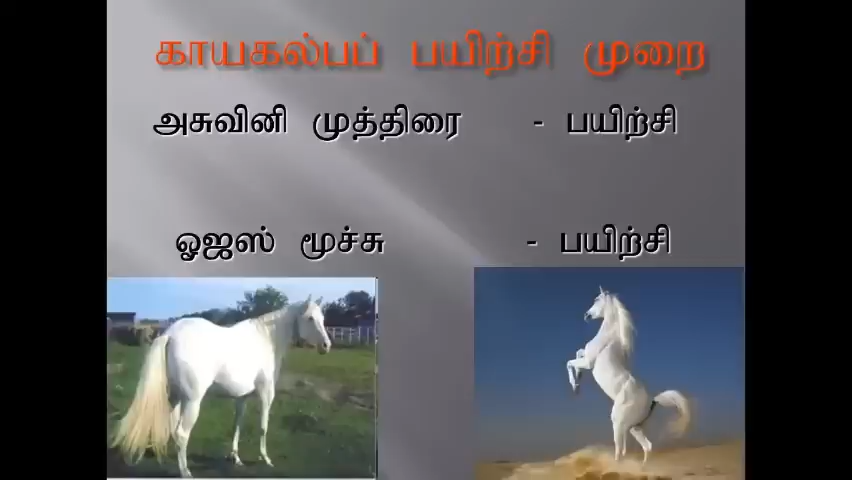 காயகல்பப் பயிற்சி முறை
அசுவினி முத்திரை - பயிற்சி
ஓஜஸ் மூச்சு - பயிற்சி